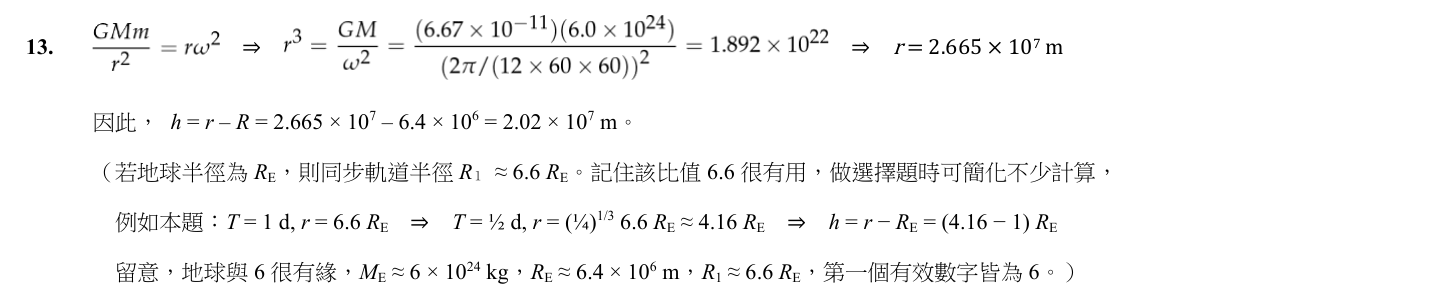 13. GMm/r² = rω² ⇒ r³ = GM/ω² = (6.67 × 10⁻¹¹)(6.0 × 10²⁴)/(2π/(12 × 60 × 60))² = 1.892 × 10²² ⇒ r = 2.665 × 10⁷ m
因此， h = r – R = 2.665 × 10⁷ – 6.4 × 10⁶ = 2.02 × 10⁷ m。
（若地球半徑為 R_E，則同步軌道半徑 R₁ ≈ 6.6 R_E。記住該比值 6.6 很有用，做選擇題時可簡化不少計算，
例如本題：T = 1 d, r = 6.6 R_E ⇒ T = ½ d, r = (¼)^{1/3} 6.6 R_E ≈ 4.16 R_E ⇒ h = r − R_E = (4.16 − 1) R_E
留意，地球與 6 很有緣，M_E ≈ 6 × 10²⁴ kg，R_E ≈ 6.4 × 10⁶ m，R₁ ≈ 6.6 R_E，第一個有效數字皆為 6。）